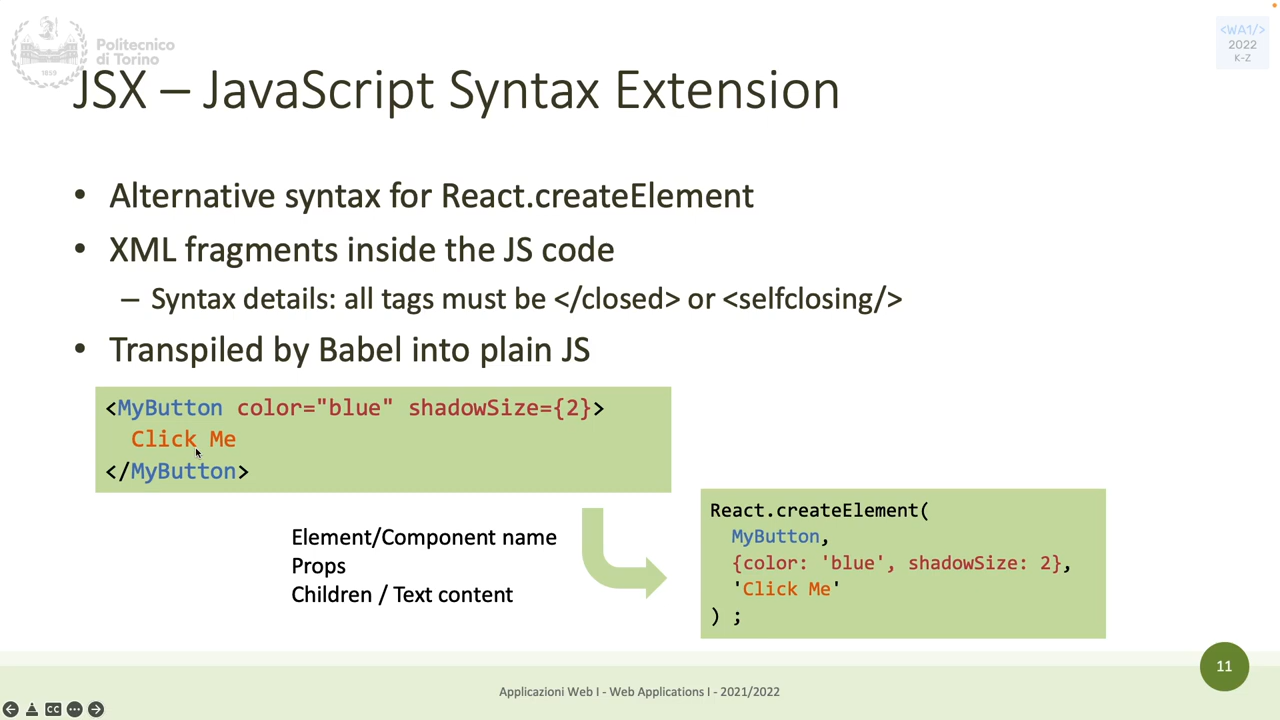 Politecnico
di Torino
1859
<WA1/>
2022
K-Z
JSX – JavaScript Syntax Extension
• Alternative syntax for React.createElement
• XML fragments inside the JS code
– Syntax details: all tags must be </closed> or <selfclosing/>
• Transpiled by Babel into plain JS
<MyButton color="blue" shadowSize={2}>
Click Me
</MyButton>
Element/Component name
Props
Children / Text content
React.createElement(
MyButton,
{color: 'blue', shadowSize: 2},
'Click Me'
) ;
11
Applicazioni Web I - Web Applications I - 2021/2022
CC